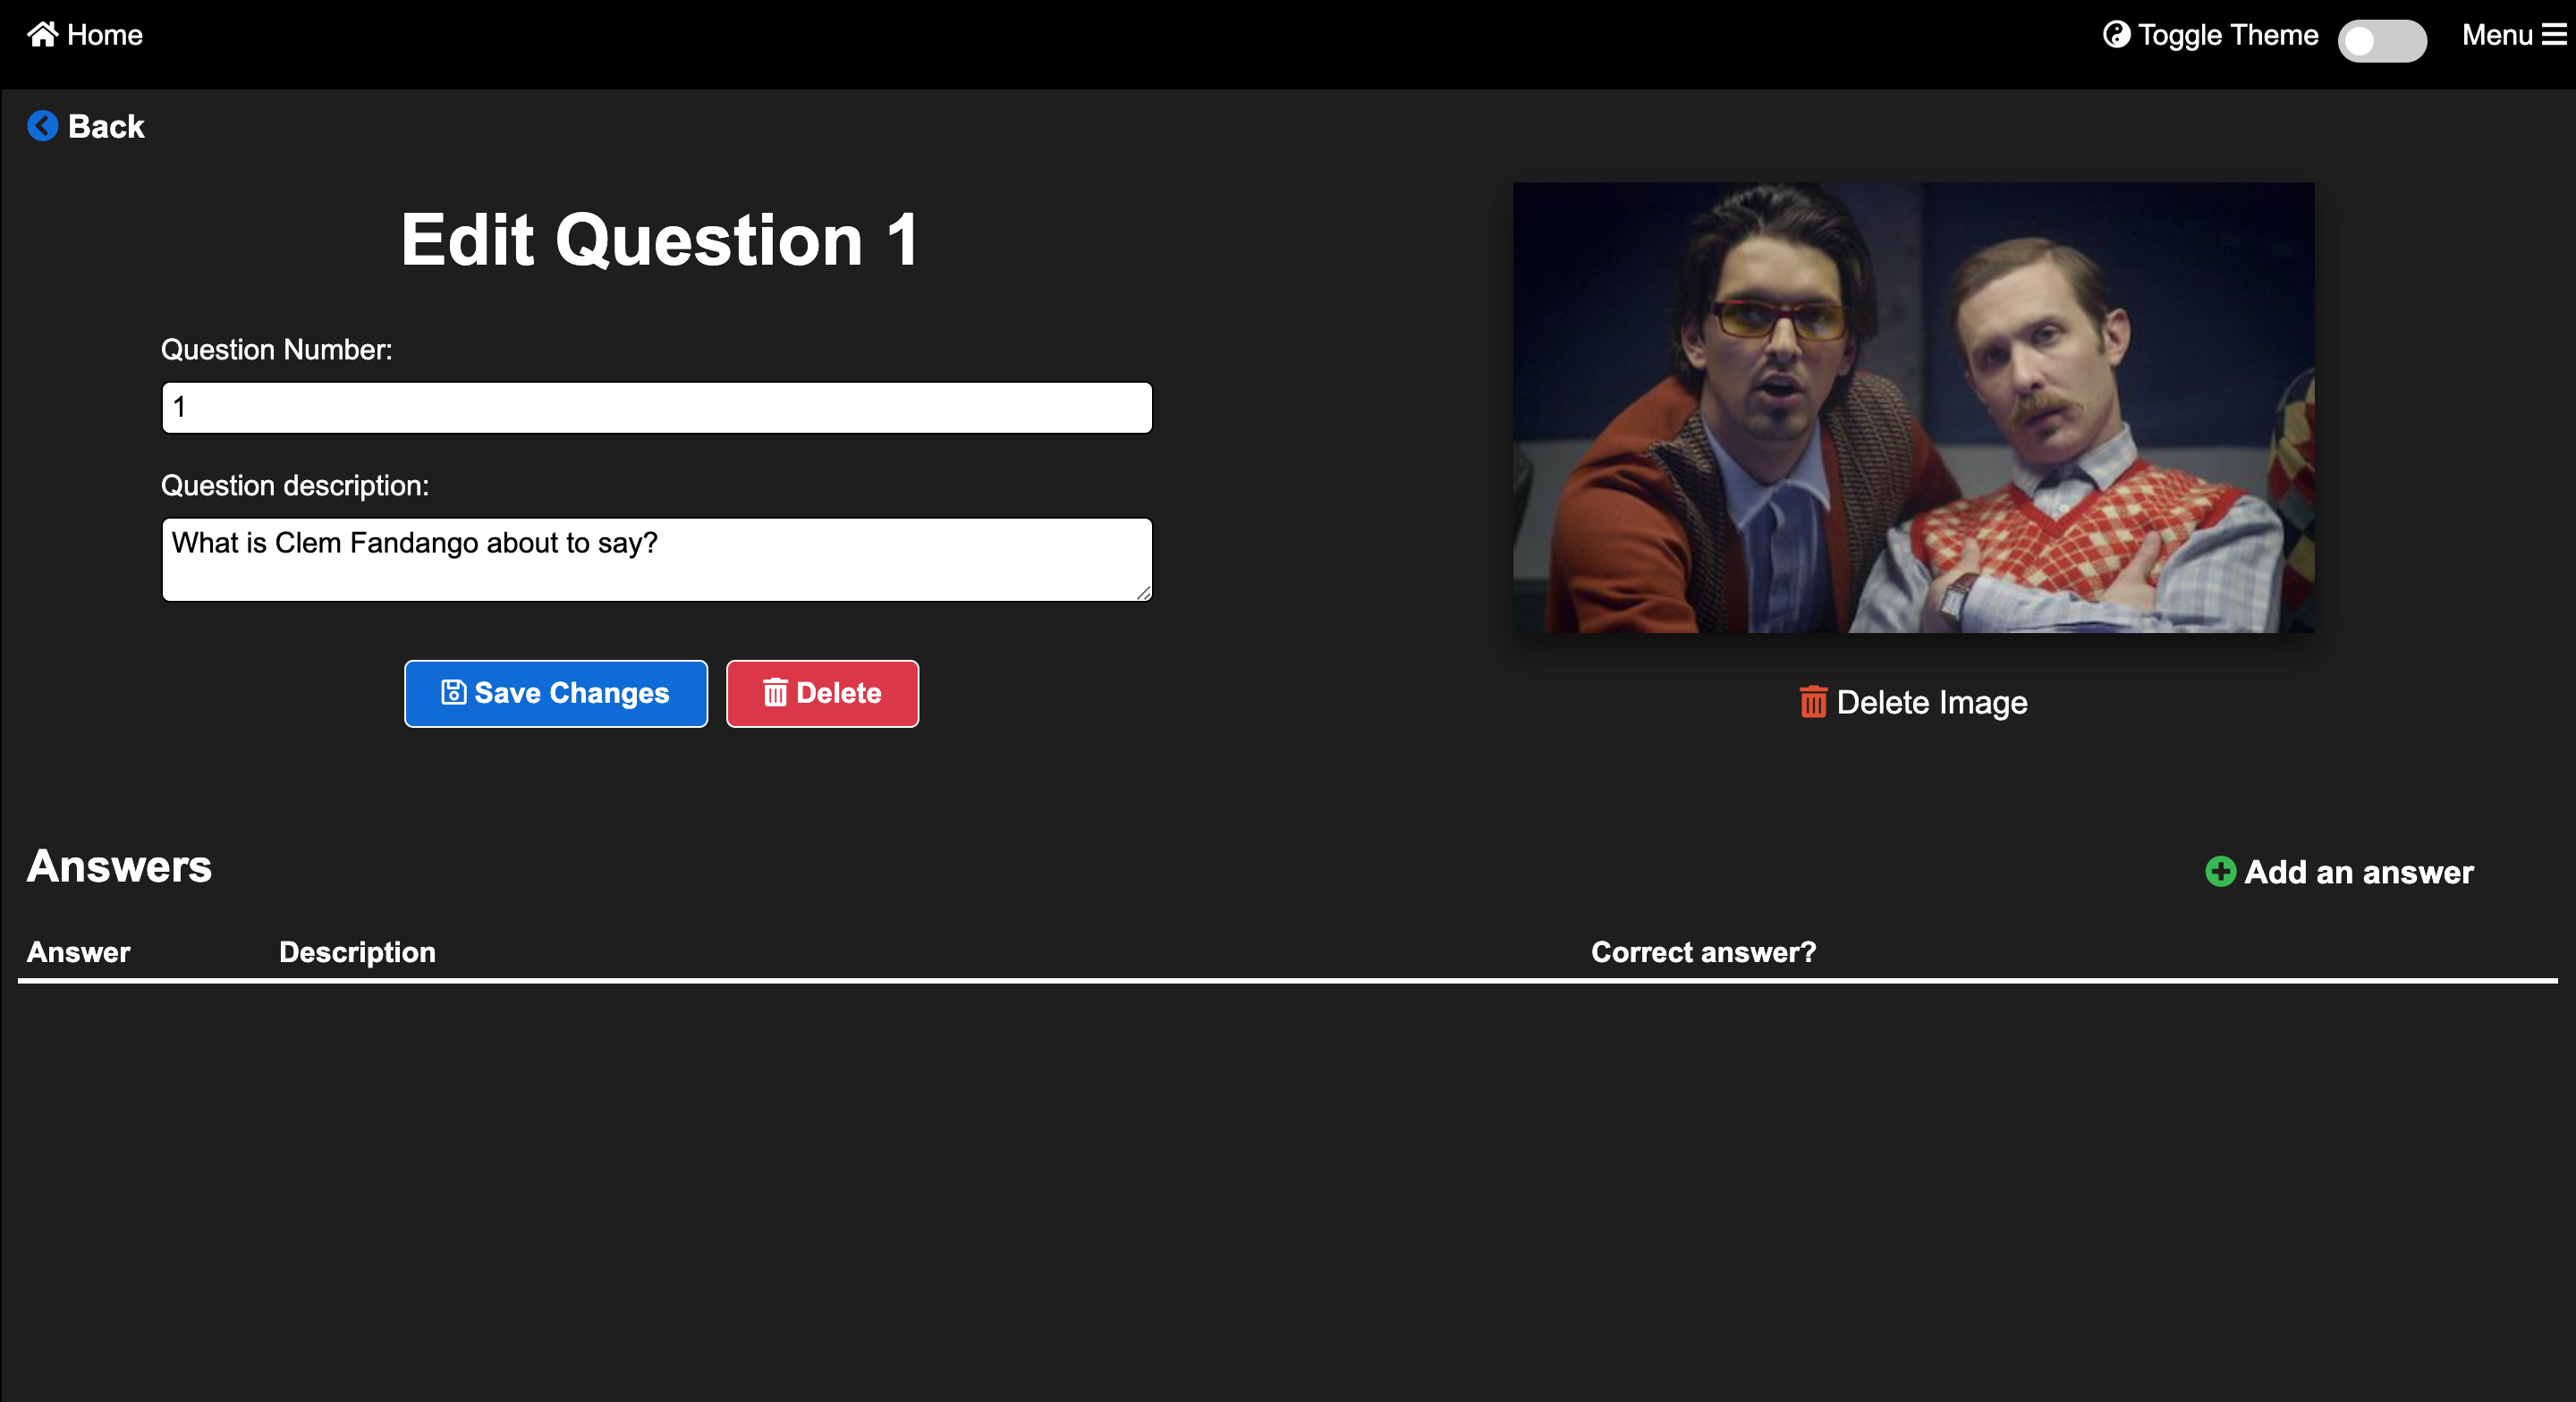 Home
Toggle Theme
Menu
Back
Edit Question 1
Question Number:
1
Question description:
What is Clem Fandango about to say?
Save Changes
Delete
Delete Image
Answers
Add an answer
Answer
Description
Correct answer?